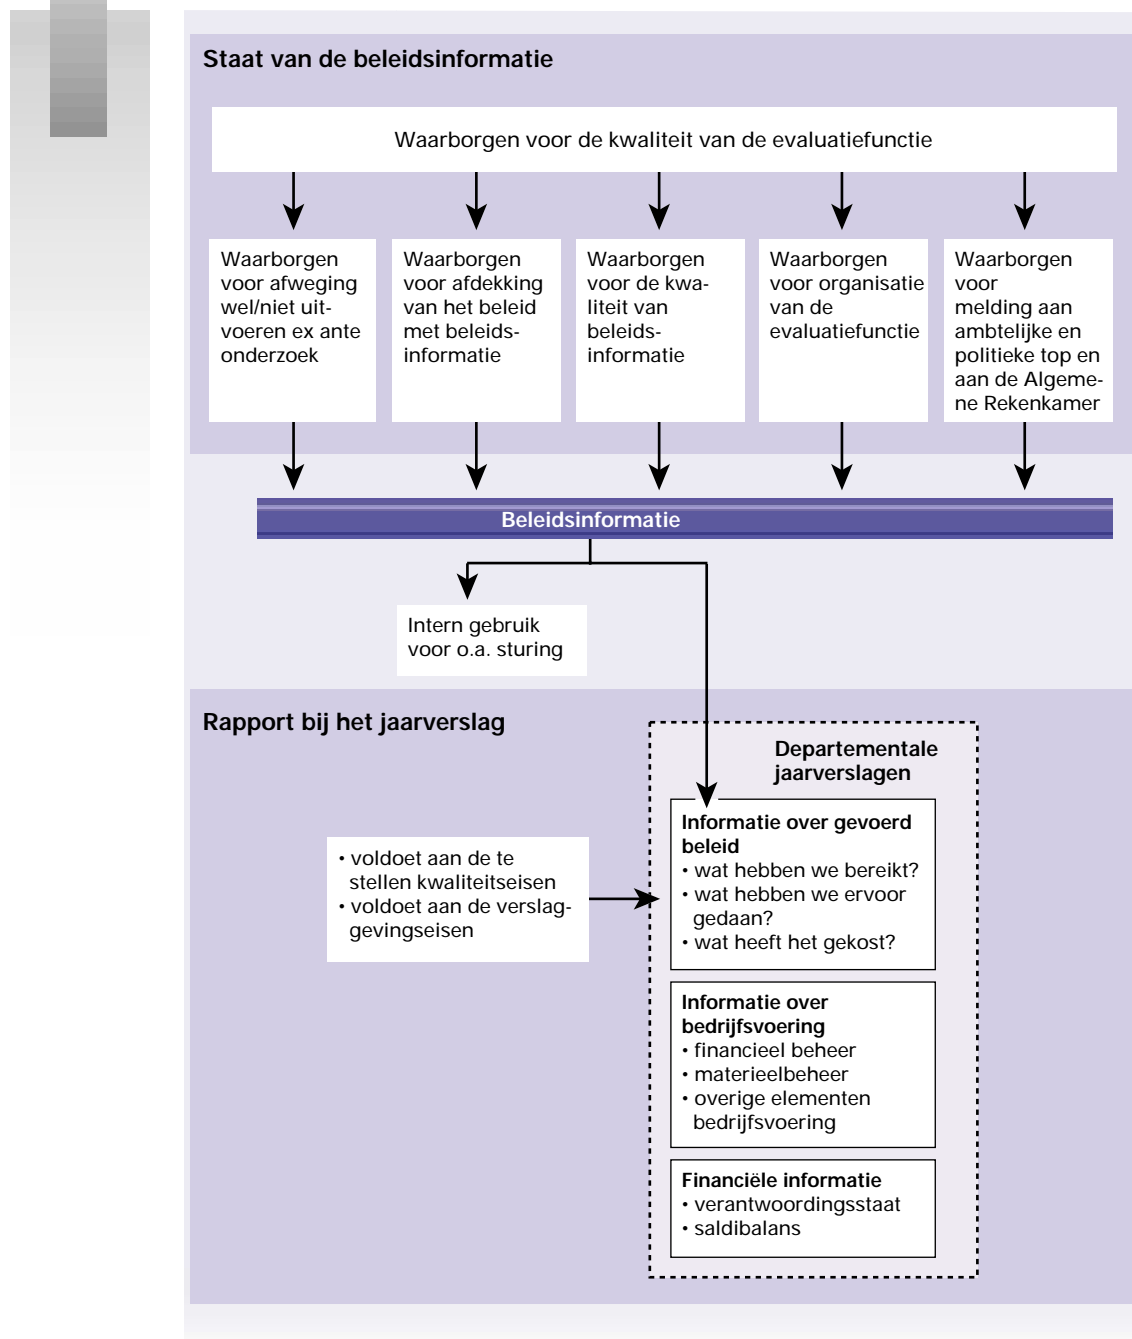 Staat van de beleidsinformatie
Waarborgen voor de kwaliteit van de evaluatiefunctie
Waarborgen
voor afweging
wel/niet uit-
voeren ex ante
onderzoek
Waarborgen
voor afdekking
van het beleid
met beleids-
informatie
Waarborgen
voor de kwa-
liteit van
beleids-
informatie
Waarborgen
voor organisatie
van de
evaluatiefunctie
Waarborgen
voor
melding aan
ambtelijke en
politieke top en
aan de Algeme-
ne Rekenkamer
Beleidsinformatie
Intern gebruik
voor o.a. sturing
Rapport bij het jaarverslag
Departementale
jaarverslagen
• voldoet aan de te
stellen kwaliteitseisen
• voldoet aan de verslag-
gevingseisen
Informatie over gevoerd
beleid
• wat hebben we bereikt?
• wat hebben we ervoor
gedaan?
• wat heeft het gekost?
Informatie over
bedrijfsvoering
• financieel beheer
• materieelbeheer
• overige elementen
bedrijfsvoering
Financiële informatie
• verantwoordingsstaat
• saldibalans